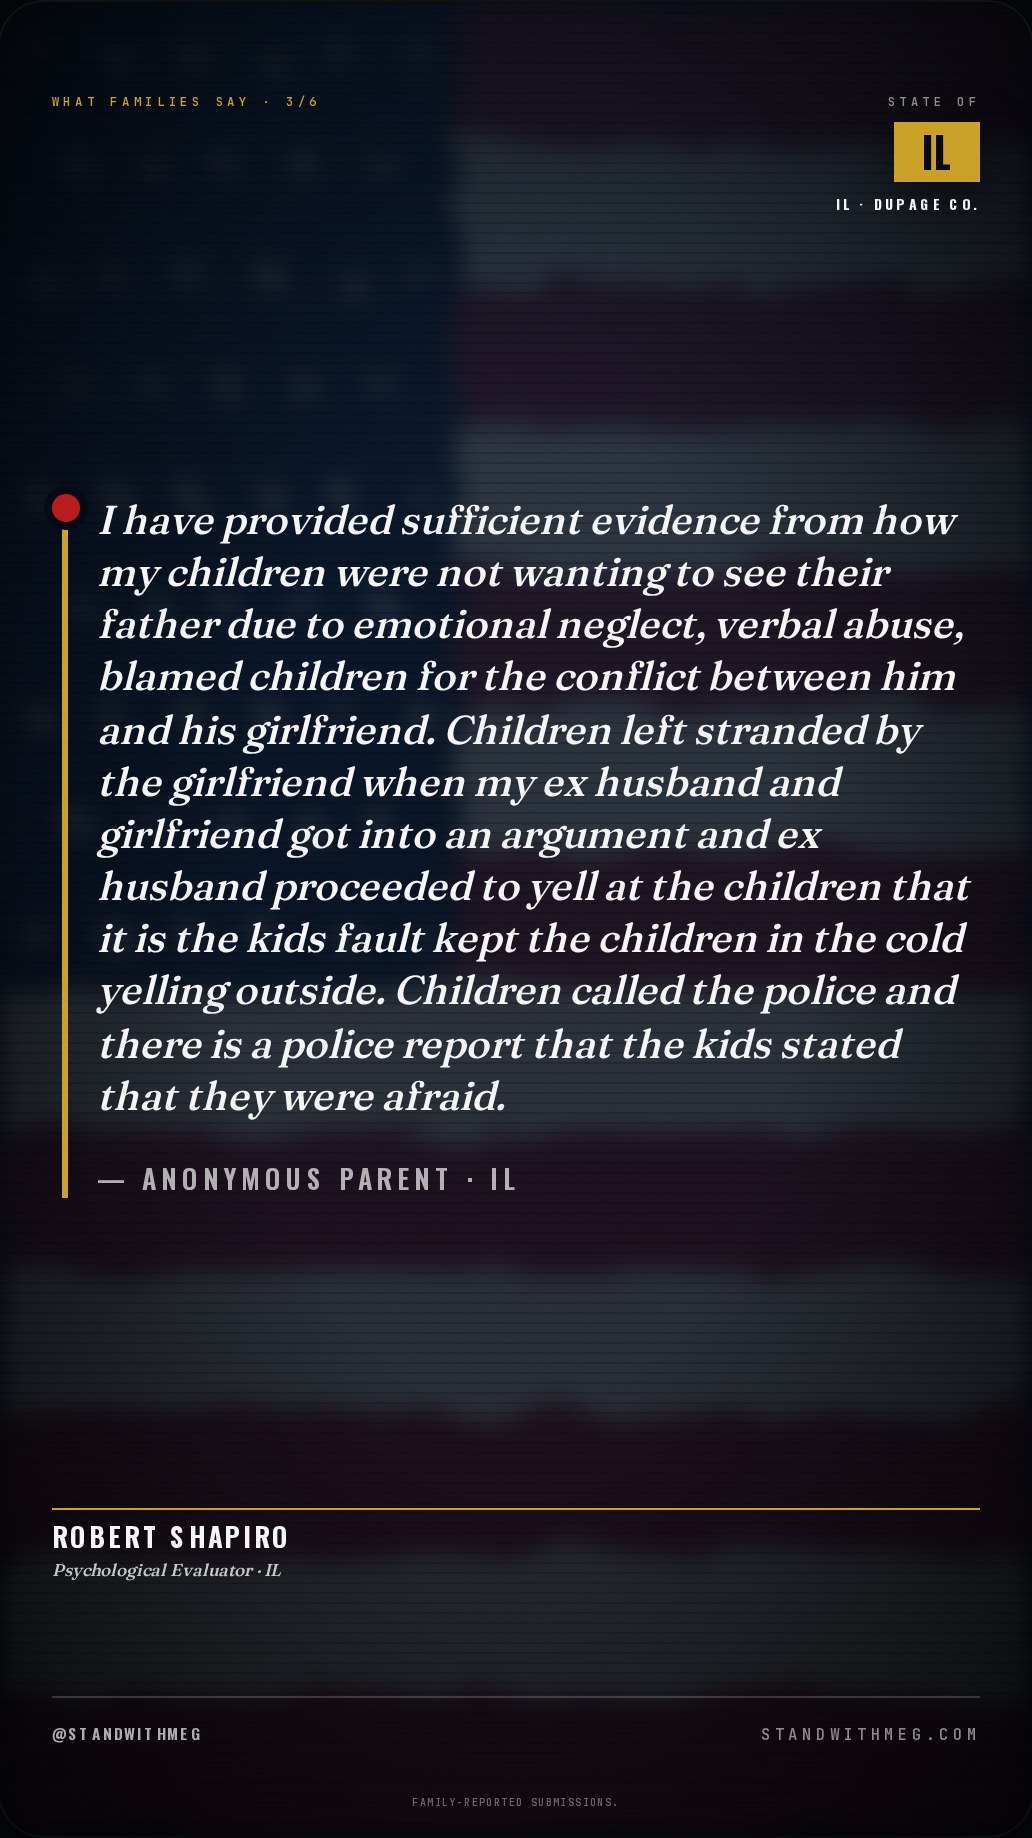 WHAT FAMILIES SAY · 3/6
STATE OF
IL
IL · DUPAGE CO.
I have provided sufficient evidence from how
my children were not wanting to see their
father due to emotional neglect, verbal abuse,
blamed children for the conflict between him
and his girlfriend. Children left stranded by
the girlfriend when my ex husband and
girlfriend got into an argument and ex
husband proceeded to yell at the children that
it is the kids fault kept the children in the cold
yelling outside. Children called the police and
there is a police report that the kids stated
that they were afraid.
— ANONYMOUS PARENT · IL
ROBERT SHAPIRO
Psychological Evaluator · IL
@STANDWITHMEG
STANDWITHMEG.COM
FAMILY-REPORTED SUBMISSIONS.